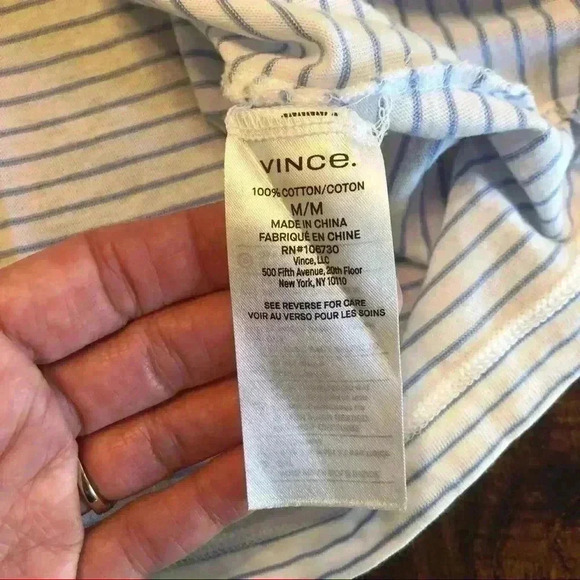 VINCE.
100% COTTON/COTON
M/M
MADE IN CHINA
FABRIQUÉ EN CHINE
RN#106730
Vince, LLC
500 Fifth Avenue, 20th Floor
New York, NY 10110
SEE REVERSE FOR CARE
VOIR AU VERSO POUR LES SOINS